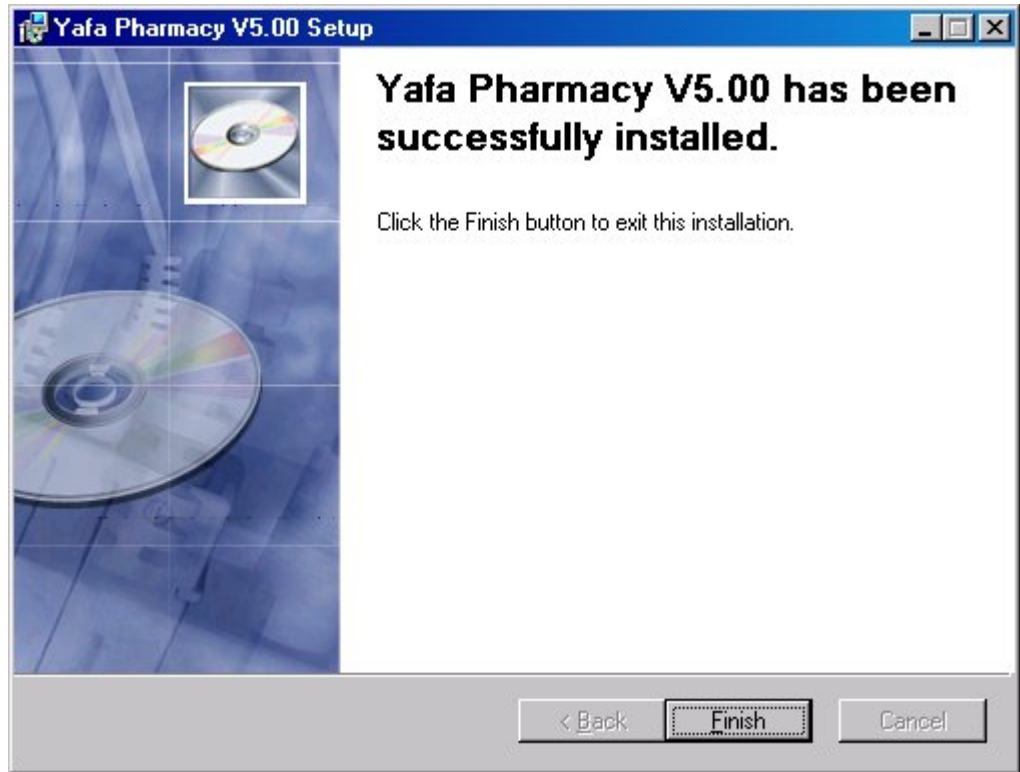 Yafa Pharmacy V5.00 Setup
Yafa Pharmacy V5.00 has been
successfully installed.
Click the Finish button to exit this installation.
< Back
Finish
Cancel